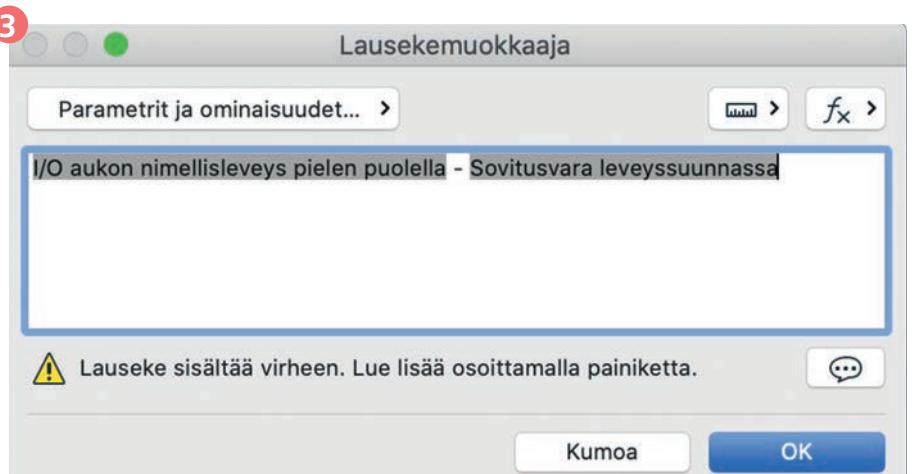 3
Lausekemuokkaaja
Parametrit ja ominaisuudet... >
fx >
I/O aukon nimellisleveys pielen puolella - Sovitusvara leveyssuunnassa
Lauseke sisältää virheen. Lue lisää osoittamalla painiketta.
Kumoa
OK